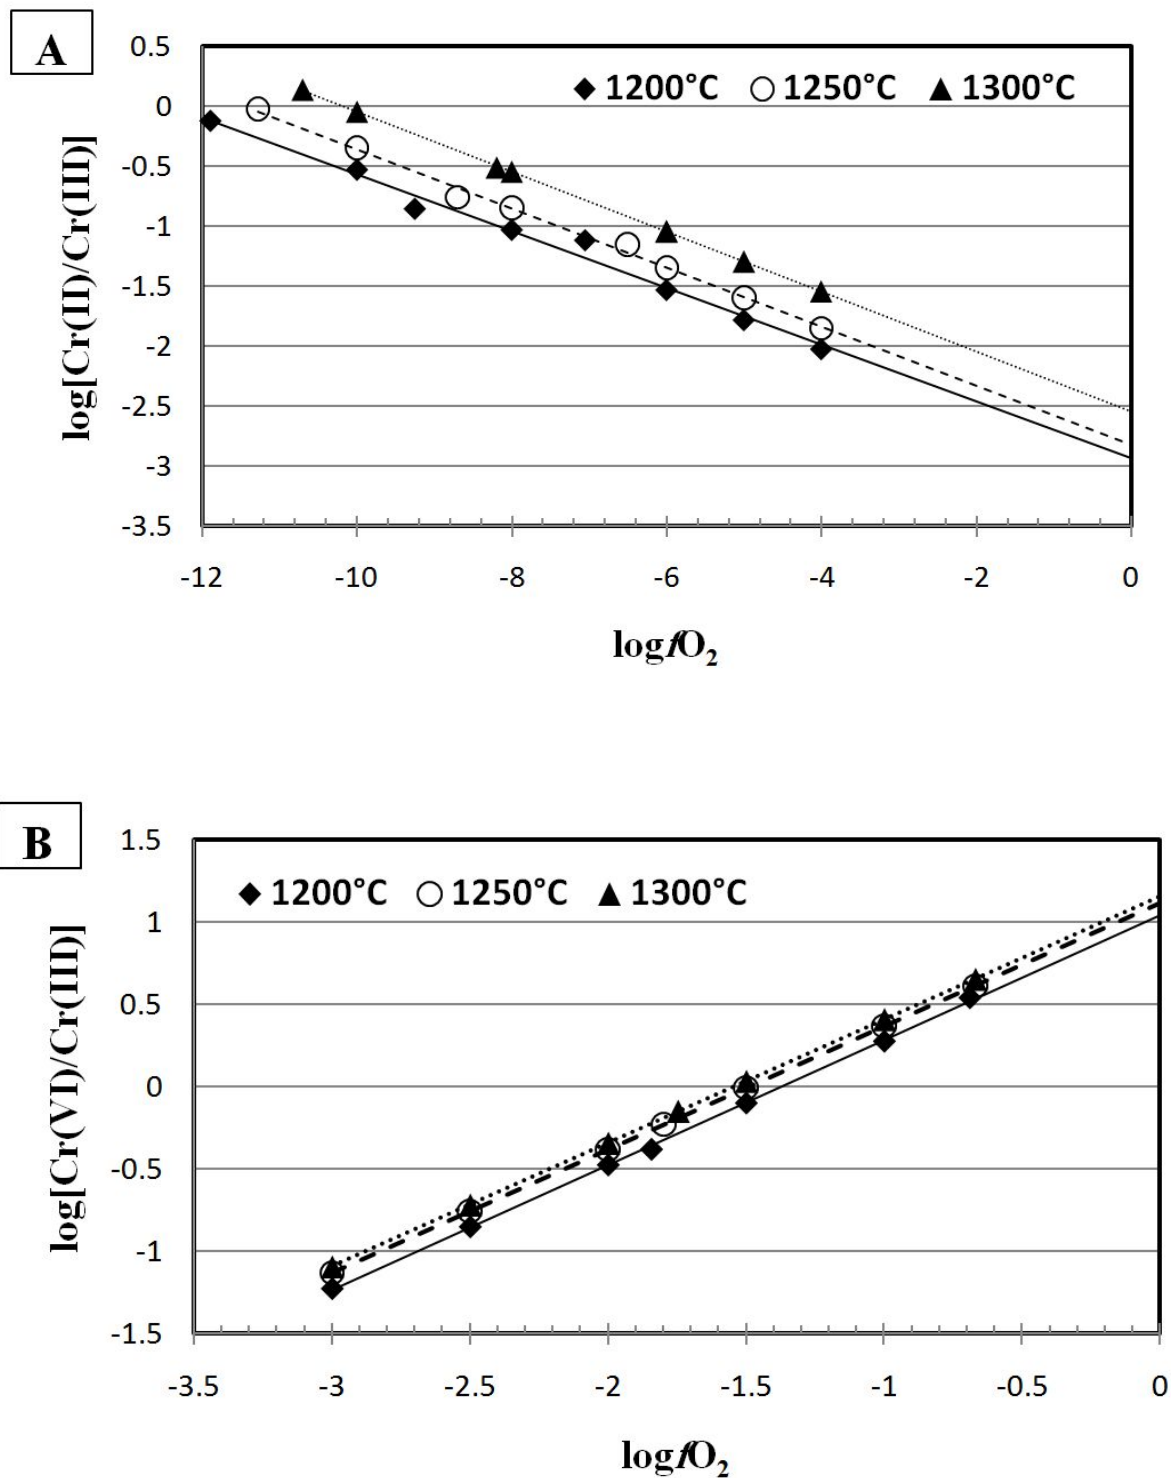 A
0.5
1200°C 1250°C 1300°C
0
-0.5
-1
-1.5
-2
-2.5
-3
-3.5
log[Cr(II)/Cr(III)]
-12 -10 -8 -6 -4 -2 0
logfO2
B
1.5
1200°C 1250°C 1300°C
1
0.5
0
-0.5
-1
-1.5
log[Cr(VI)/Cr(III)]
-3.5 -3 -2.5 -2 -1.5 -1 -0.5 0
logfO2